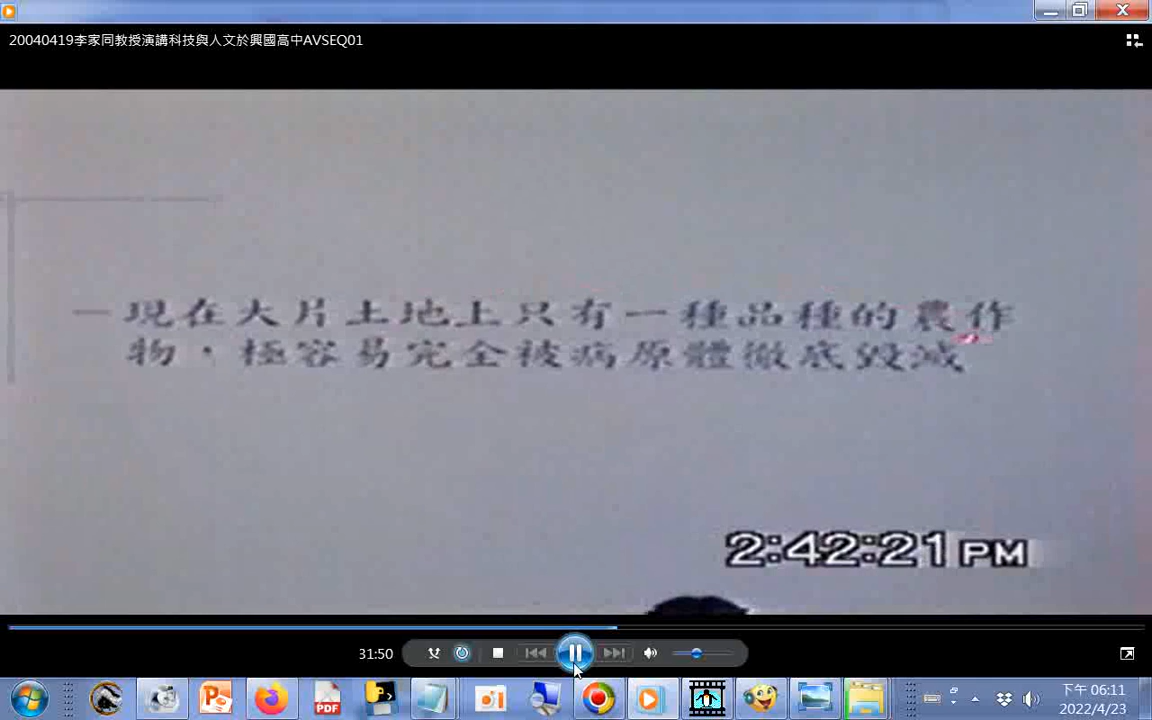 20040419李家同教授演講科技與人文於興國高中AVSEQ01
一現在大片土地上只有一種品種的農作
物，極容易完全被病原體徹底毀滅
2:42:21 PM
31:50
PDF
下午 06:11
2022/4/23